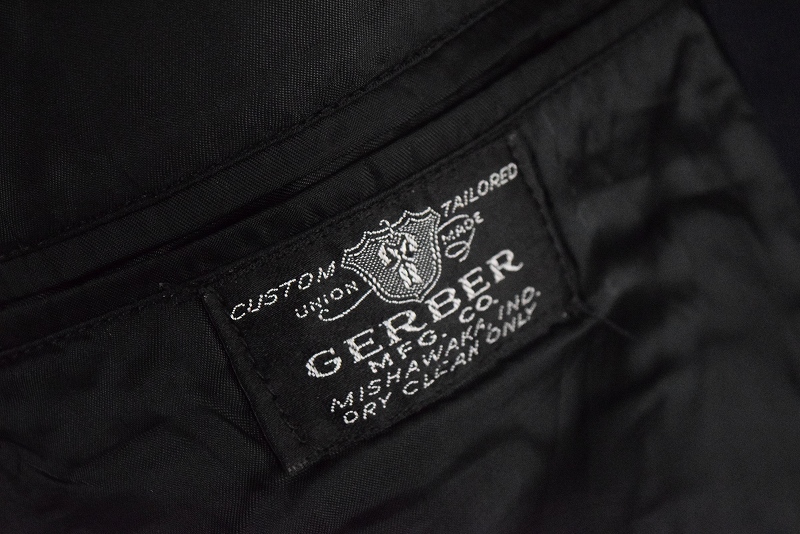 CUSTOM TAILORED
UNION MADE
GERBER
MFG. CO.
MISHAWAKA, IND.
DRY CLEAN ONLY